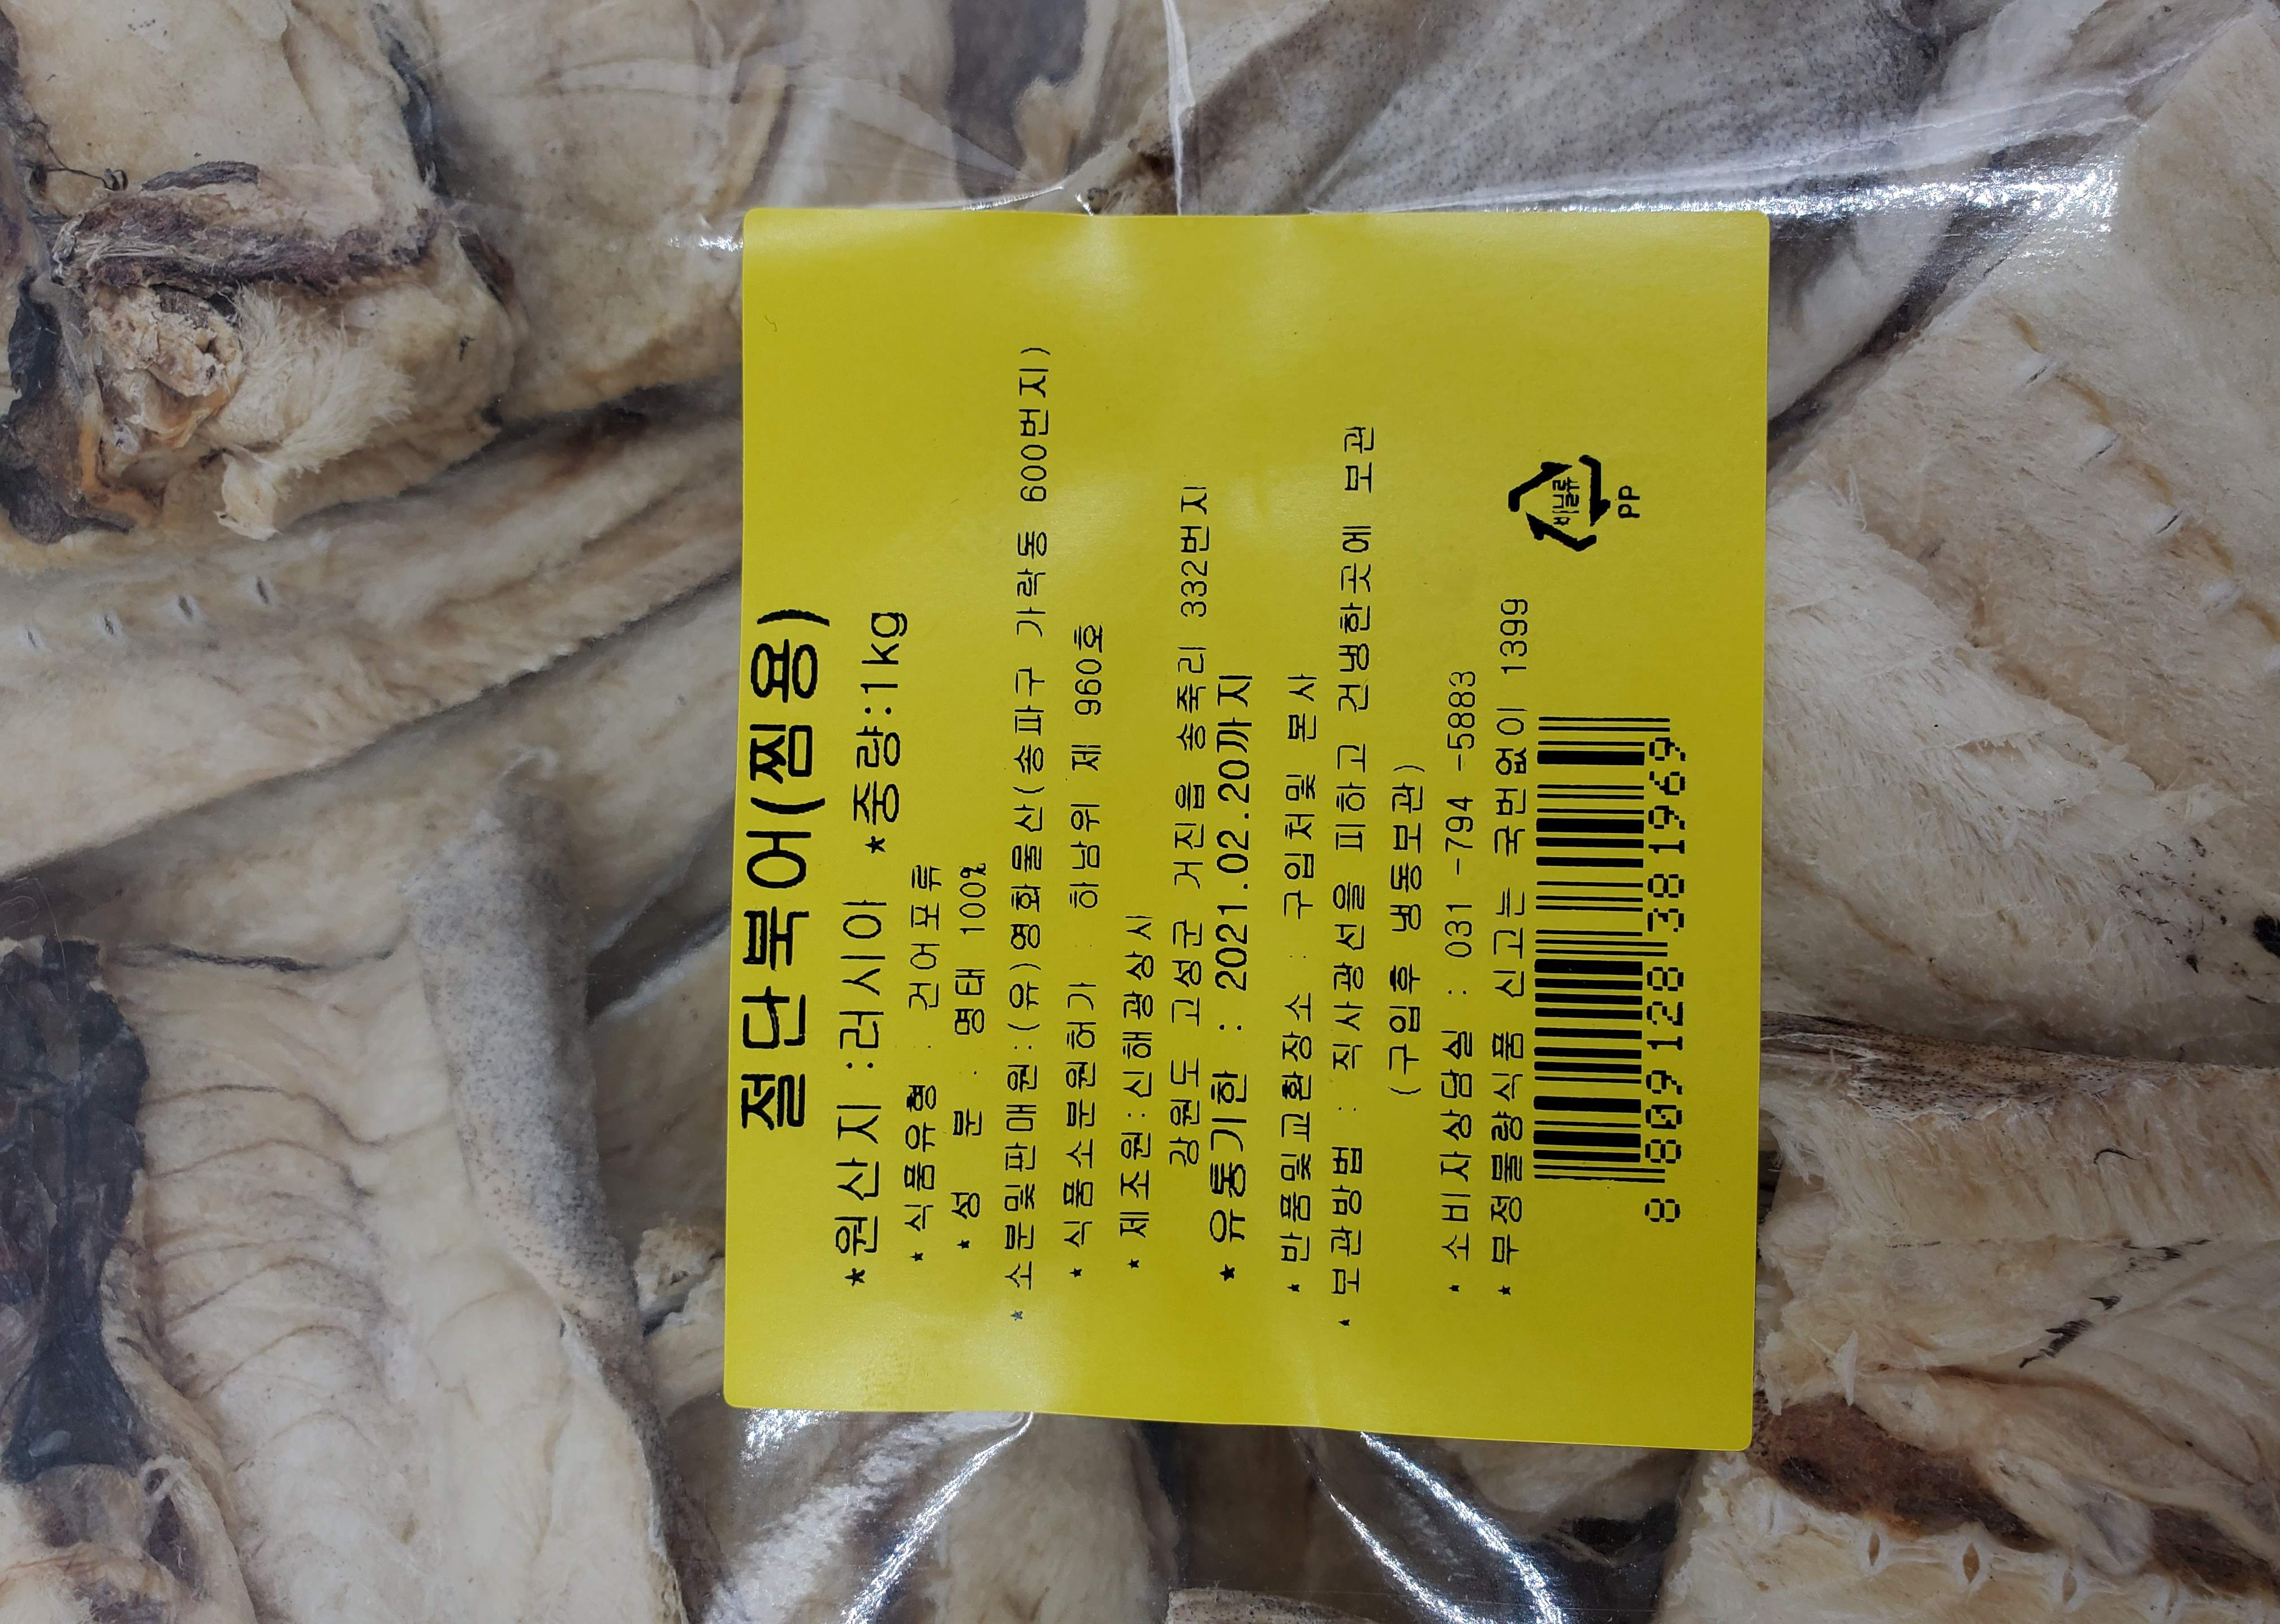 절단북어(찜용)
*원산지:러시아 *중량:1kg
* 식품유형 : 건어포류
* 성 분 : 명태 100%
* 소분및판매원:(유)영화물산(송파구 가락동 600번지)
* 식품소분원허가 : 하남위 제 960호
* 제조원:신해광상사
강원도 고성군 거진읍 송죽리 332번지
* 유통기한 : 2021.02.20까지
* 반품및교환장소 : 구입처및 본사
* 보관방법 : 직사광선을 피하고 건냉한곳에 보관
(구입후 냉동보관)
* 소비자상담실 : 031 -794 -5883
* 부정불량식품 신고는 국번없이 1399
비닐류
PP
8 809128 381969